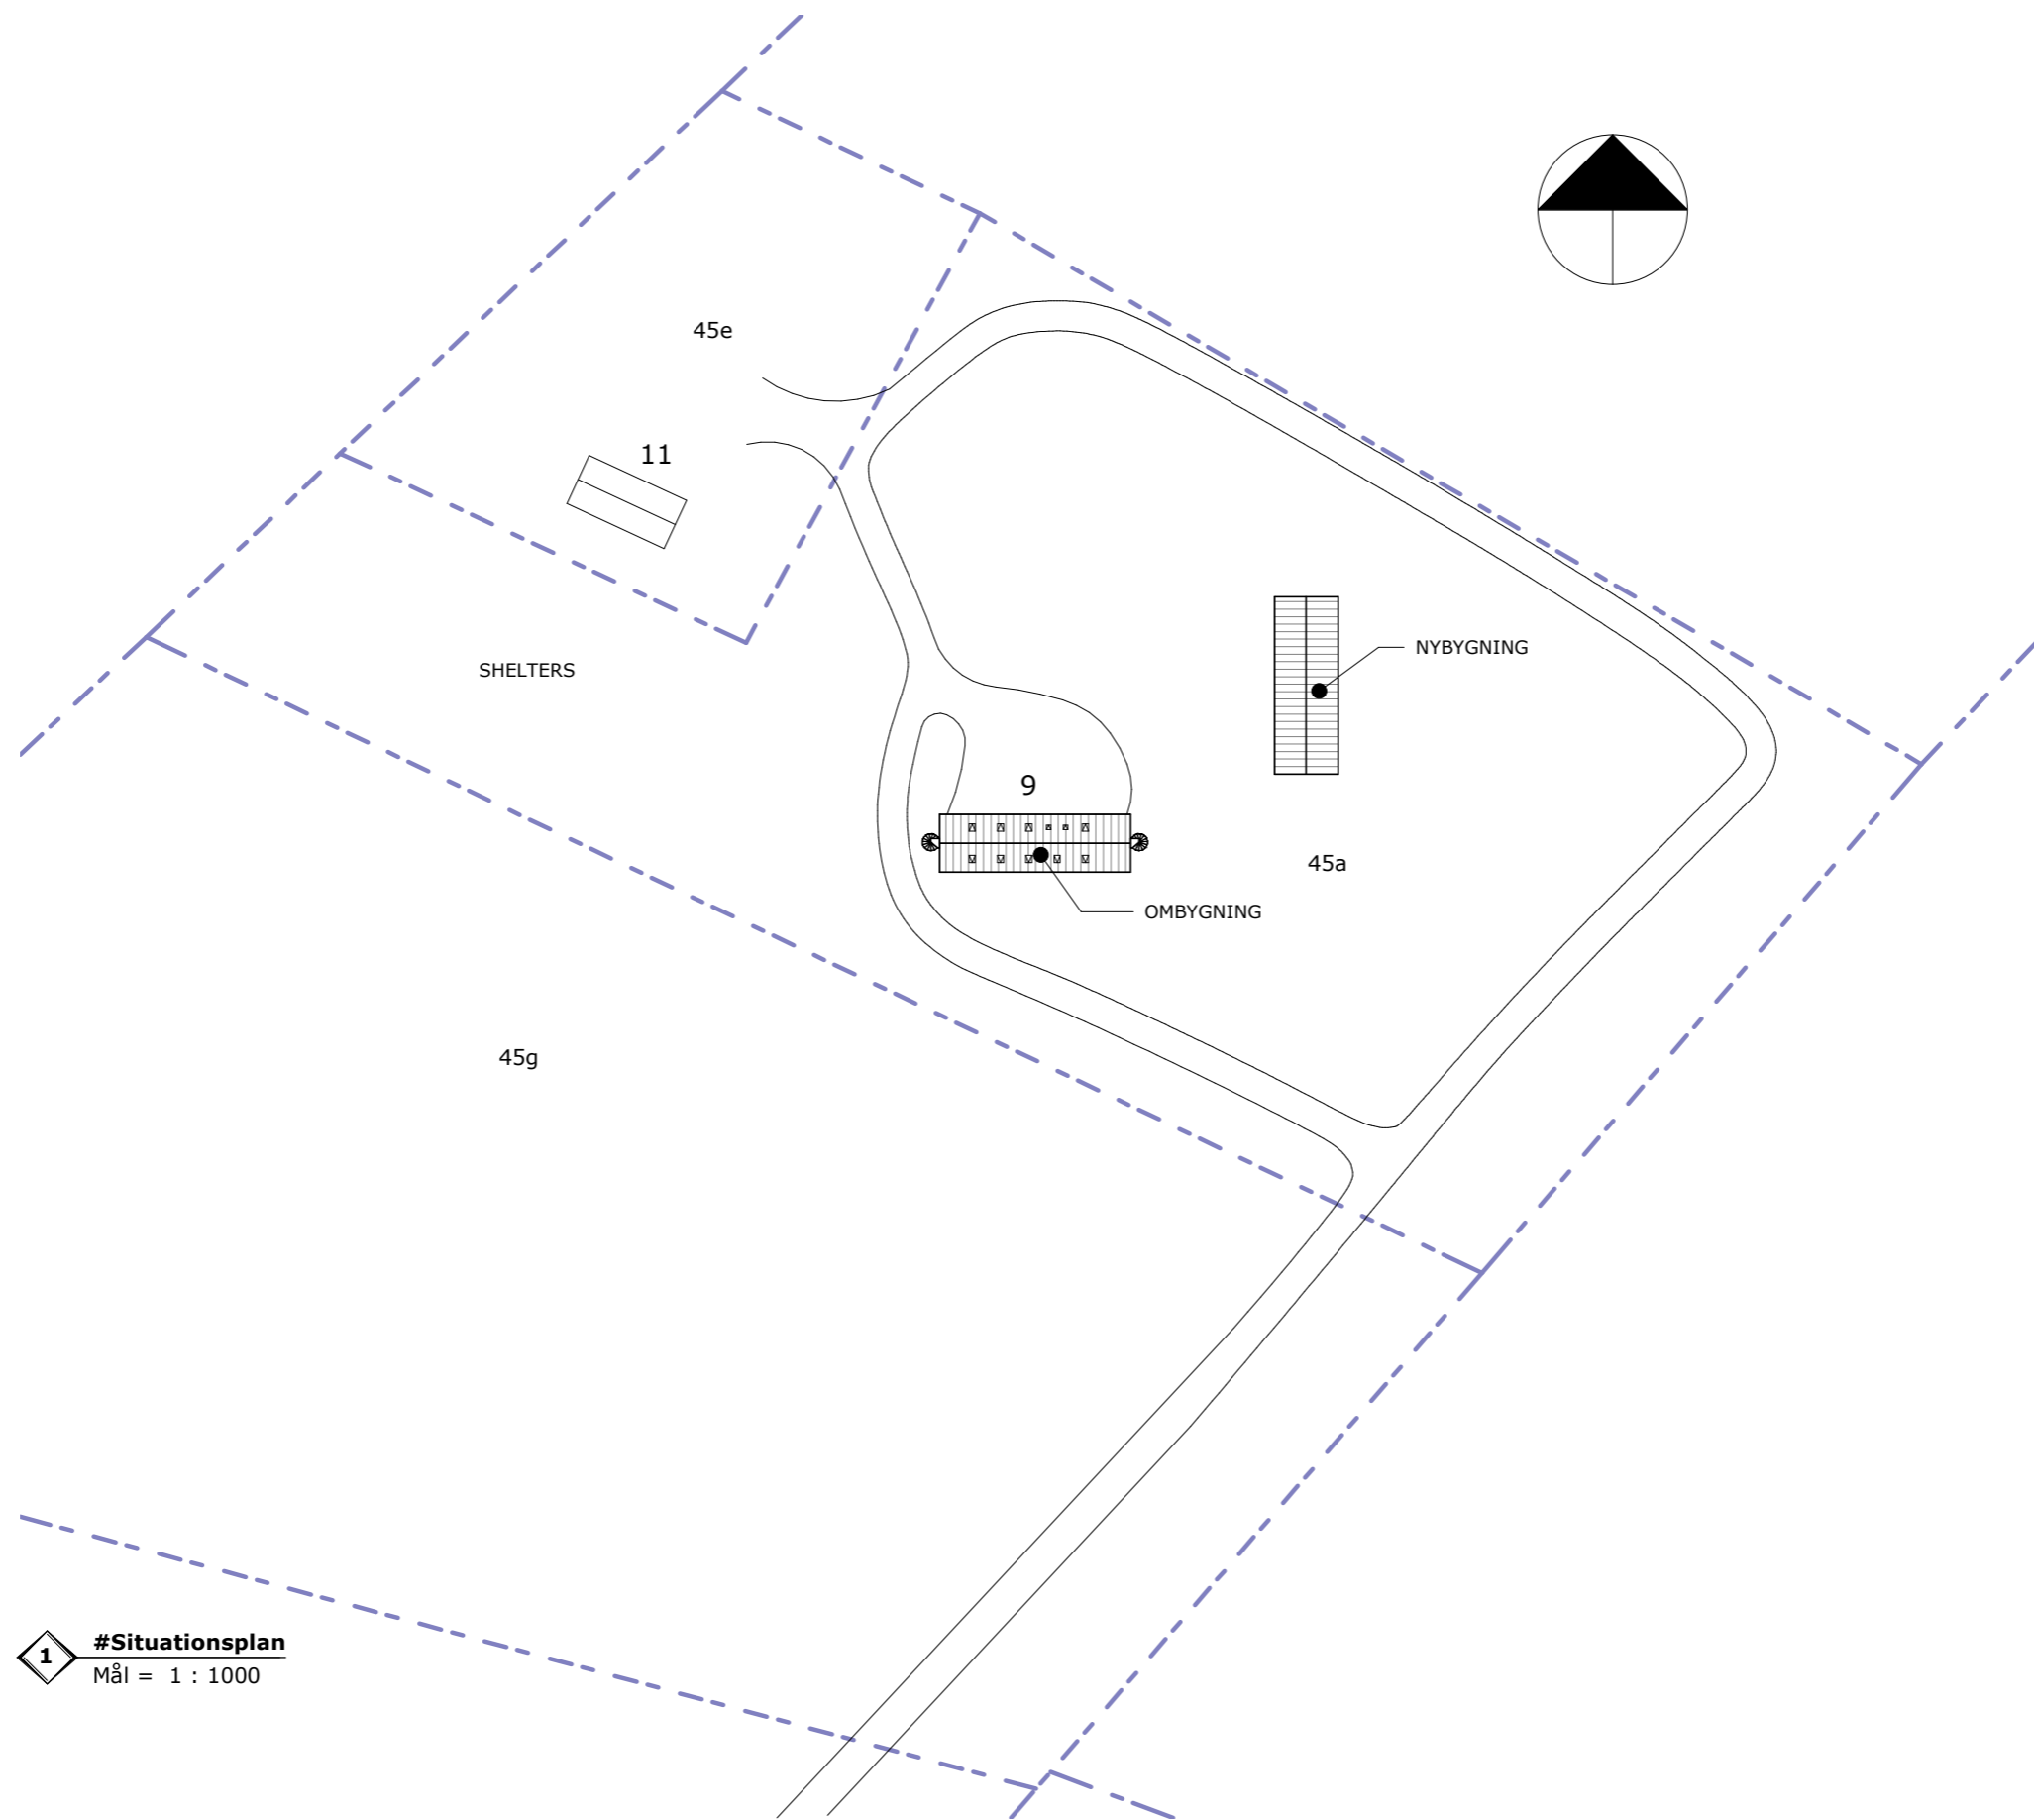 45e
11
SHELTERS
NYBYGNING
9
45a
OMBYGNING
45g
1
#Situationsplan
Mål = 1 : 1000